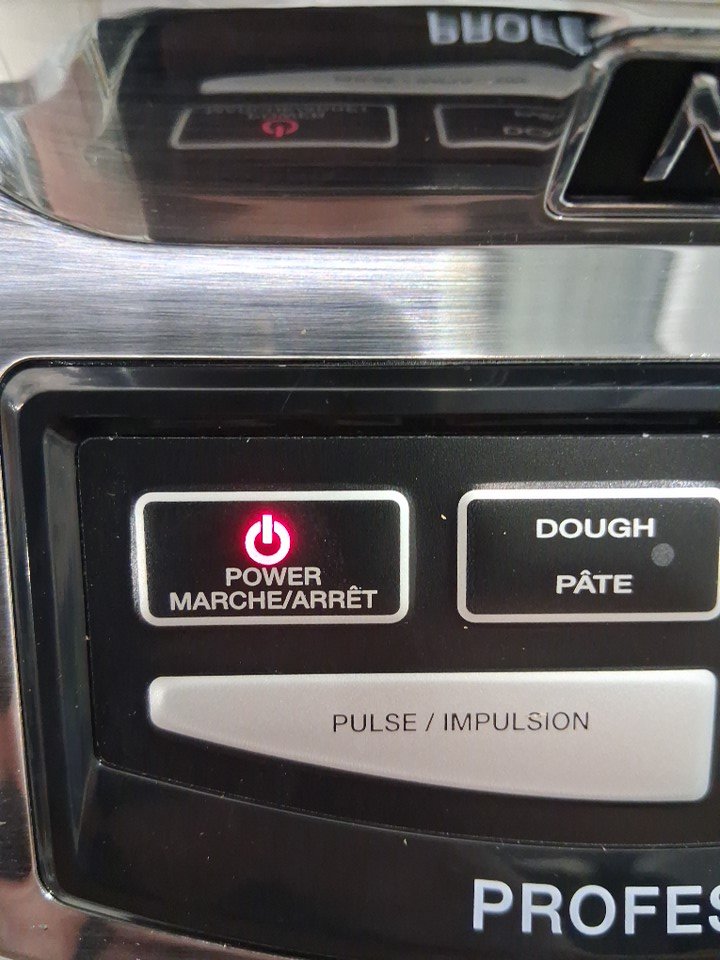 POWER
MARCHE/ARRÊT
DOUGH
PÂTE
PULSE / IMPULSION
PROFES